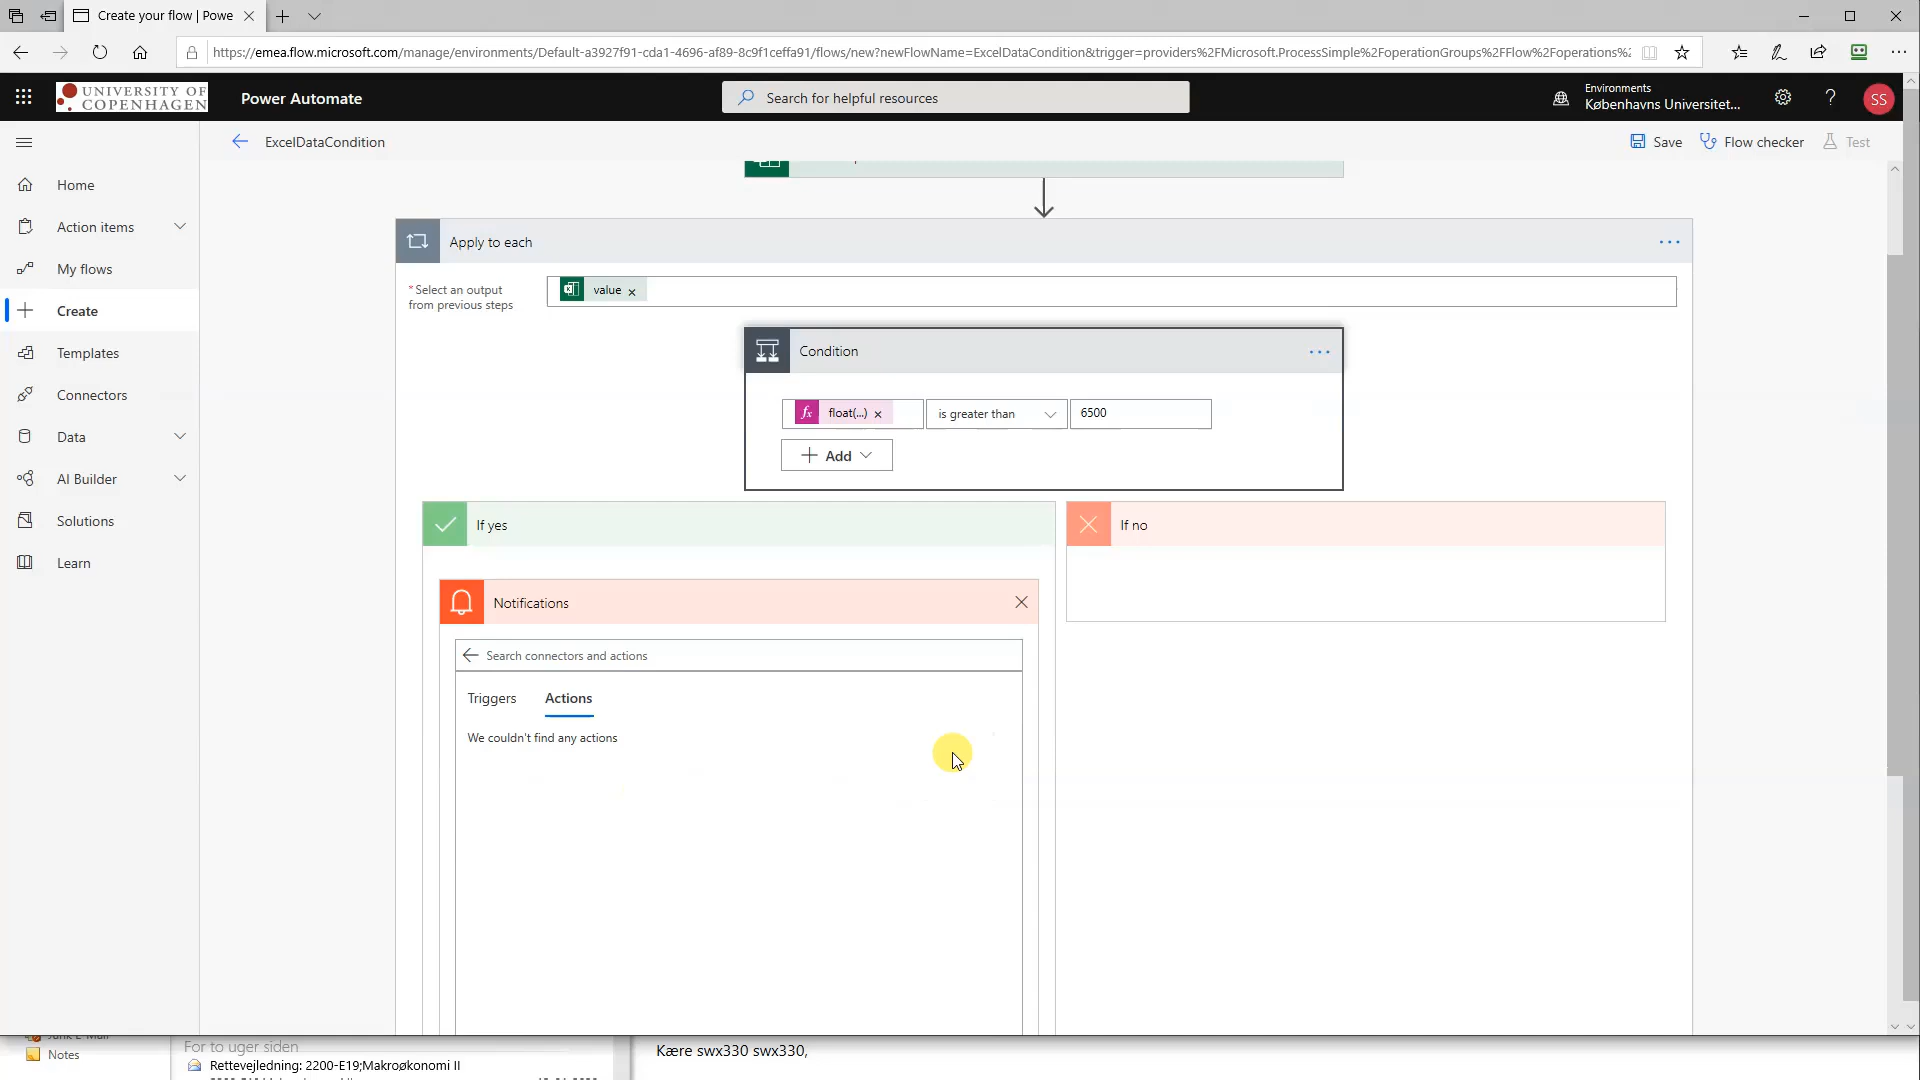 Create your flow | Powe
https://emea.flow.microsoft.com/manage/environments/Default-a3927f91-cda1-4696-af89-8c9f1ceffa91/flows/new?newFlowName=ExcelDataCondition&trigger=providers%2FMicrosoft.ProcessSimple%2FoperationGroups%2FFlow%2Foperations%2
UNIVERSITY OF
COPENHAGEN
Power Automate
Search for helpful resources
Environments
Københavns Universitet...
?
SS
ExcelDataCondition
Save
Flow checker
Test
Home
Action items
My flows
Create
Templates
Connectors
Data
AI Builder
Solutions
Learn
Apply to each
*Select an output
from previous steps
value
Condition
fx float(...)
is greater than
6500
Add
If yes
If no
Notifications
Search connectors and actions
Triggers
Actions
We couldn't find any actions
Notes
For to uger siden
Rettevejledning: 2200-E19;Makroøkonomi II
Kære swx330 swx330,